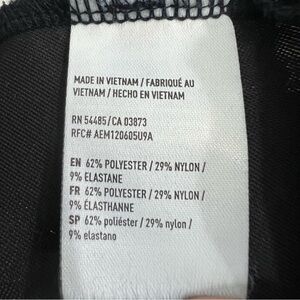 MADE IN VIETNAM / FABRIQUÉ AU
VIETNAM / HECHO EN VIETNAM
RN 54485/CA 03873
RFC# AEM120605U9A
EN 62% POLYESTER / 29% NYLON /
9% ELASTANE
FR 62% POLYESTER / 29% NYLON /
9% ÉLASTHANNE
SP 62% poliéster / 29% nylon /
9% elastano